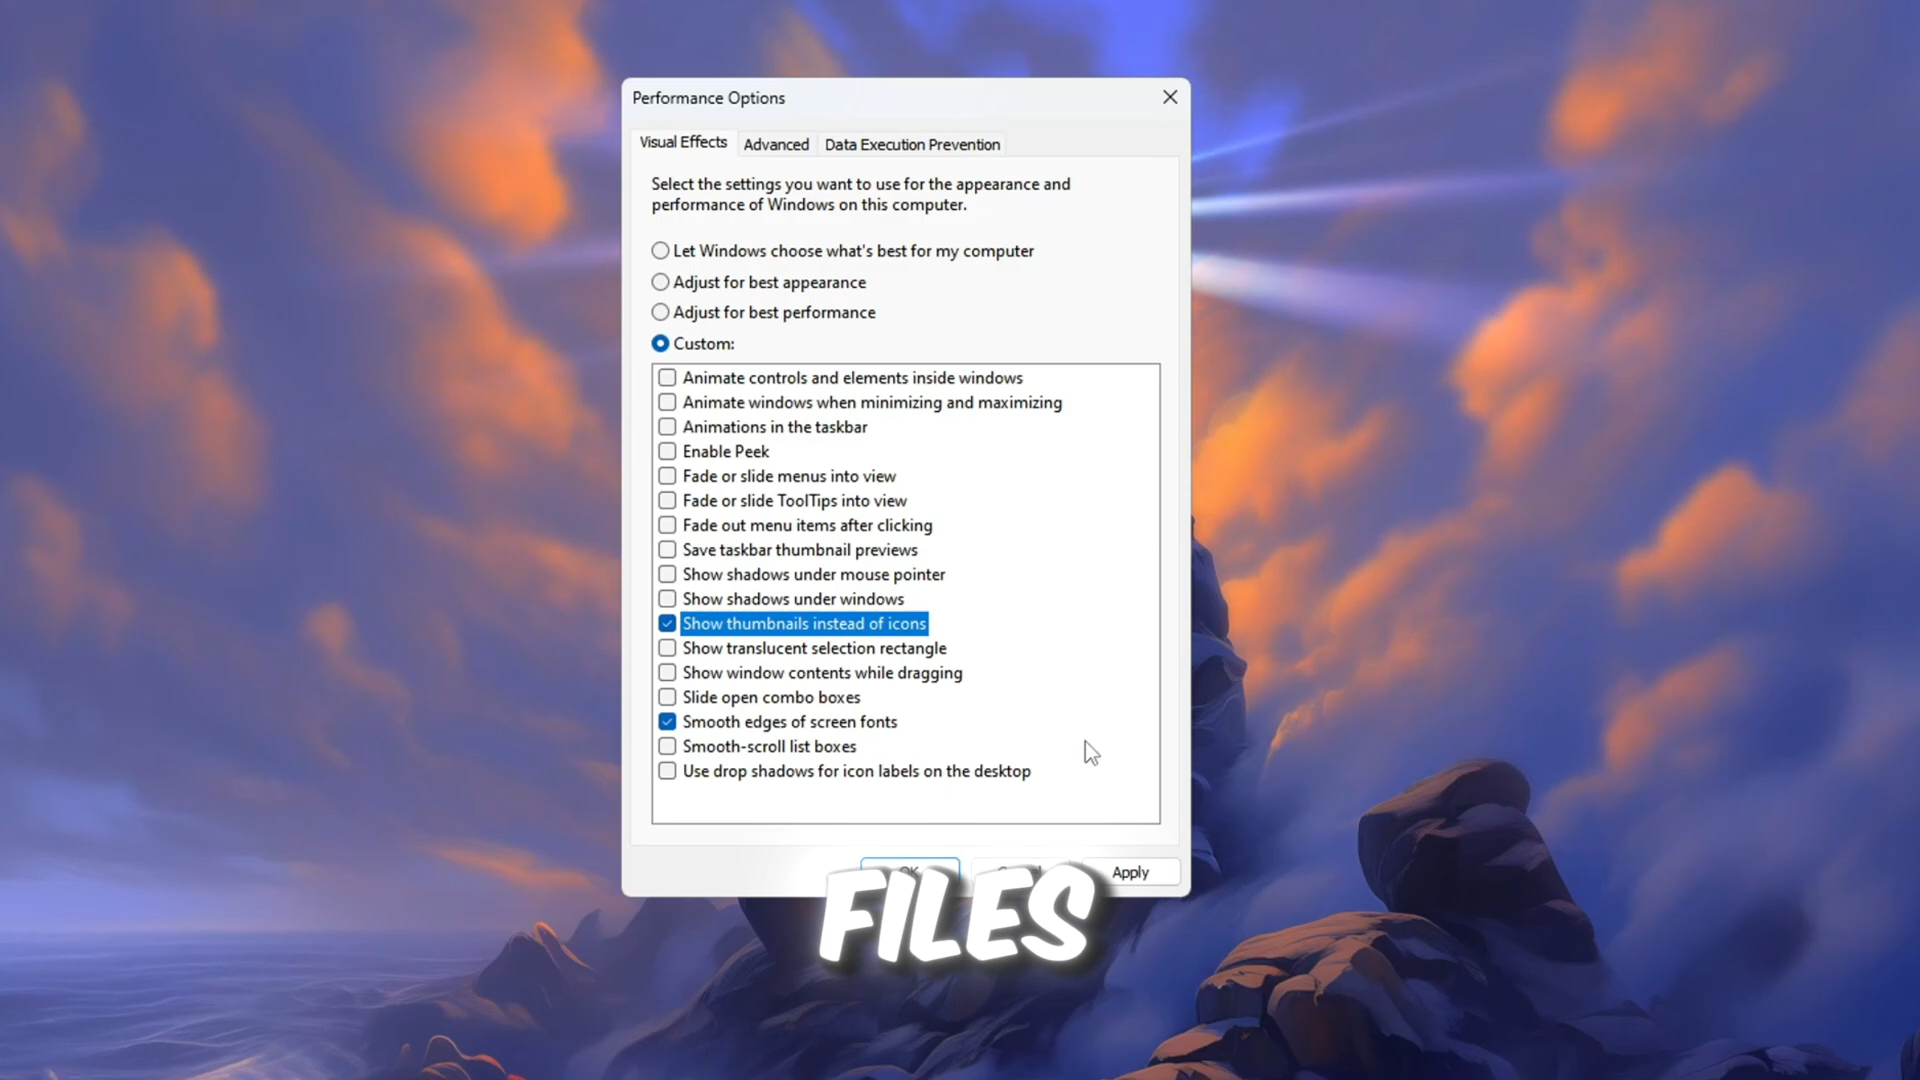 Performance Options
Visual Effects
Advanced
Data Execution Prevention
Select the settings you want to use for the appearance and
performance of Windows on this computer.
Let Windows choose what's best for my computer
Adjust for best appearance
Adjust for best performance
Custom:
Animate controls and elements inside windows
Animate windows when minimizing and maximizing
Animations in the taskbar
Enable Peek
Fade or slide menus into view
Fade or slide ToolTips into view
Fade out menu items after clicking
Save taskbar thumbnail previews
Show shadows under mouse pointer
Show shadows under windows
Show thumbnails instead of icons
Show translucent selection rectangle
Show window contents while dragging
Slide open combo boxes
Smooth edges of screen fonts
Smooth-scroll list boxes
Use drop shadows for icon labels on the desktop
Apply
FILES